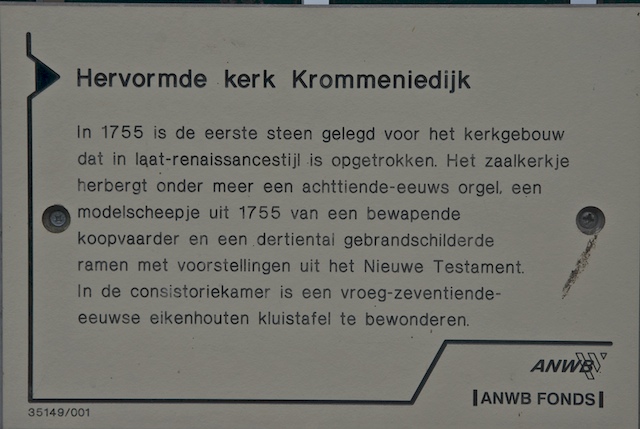 Hervormde kerk Krommeniedijk
In 1755 is de eerste steen gelegd voor het kerkgebouw
dat in laat-renaissancestijl is opgetrokken. Het zaalkerkje
herbergt onder meer een achttiende-eeuws orgel, een
modelscheepje uit 1755 van een bewapende
koopvaarder en een dertiental gebrandschilderde
ramen met voorstellingen uit het Nieuwe Testament.
In de consistoriekamer is een vroeg-zeventiende-
eeuwse eikenhouten kluistafel te bewonderen.
ANWB
ANWB FONDS
35149/001